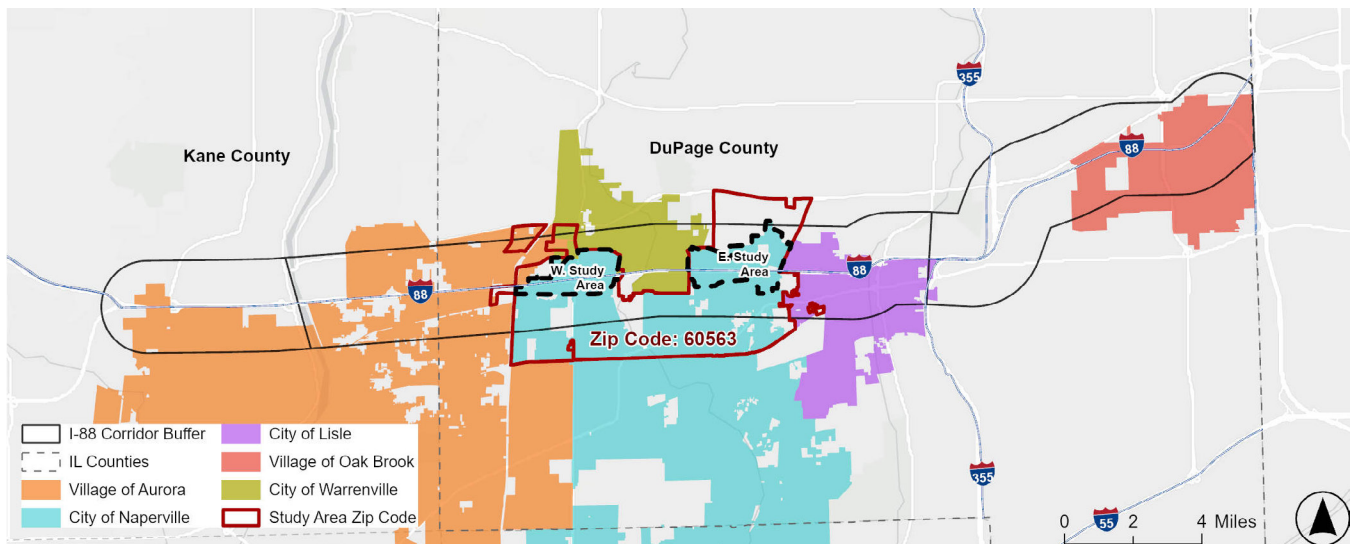 355
Kane County
DuPage County
88
W. Study
Area
E. Study
Area
88
88
Zip Code: 60563
I-88 Corridor Buffer
IL Counties
Village of Aurora
City of Naperville
City of Lisle
Village of Oak Brook
City of Warrenville
Study Area Zip Code
355
0 2 4 Miles
55